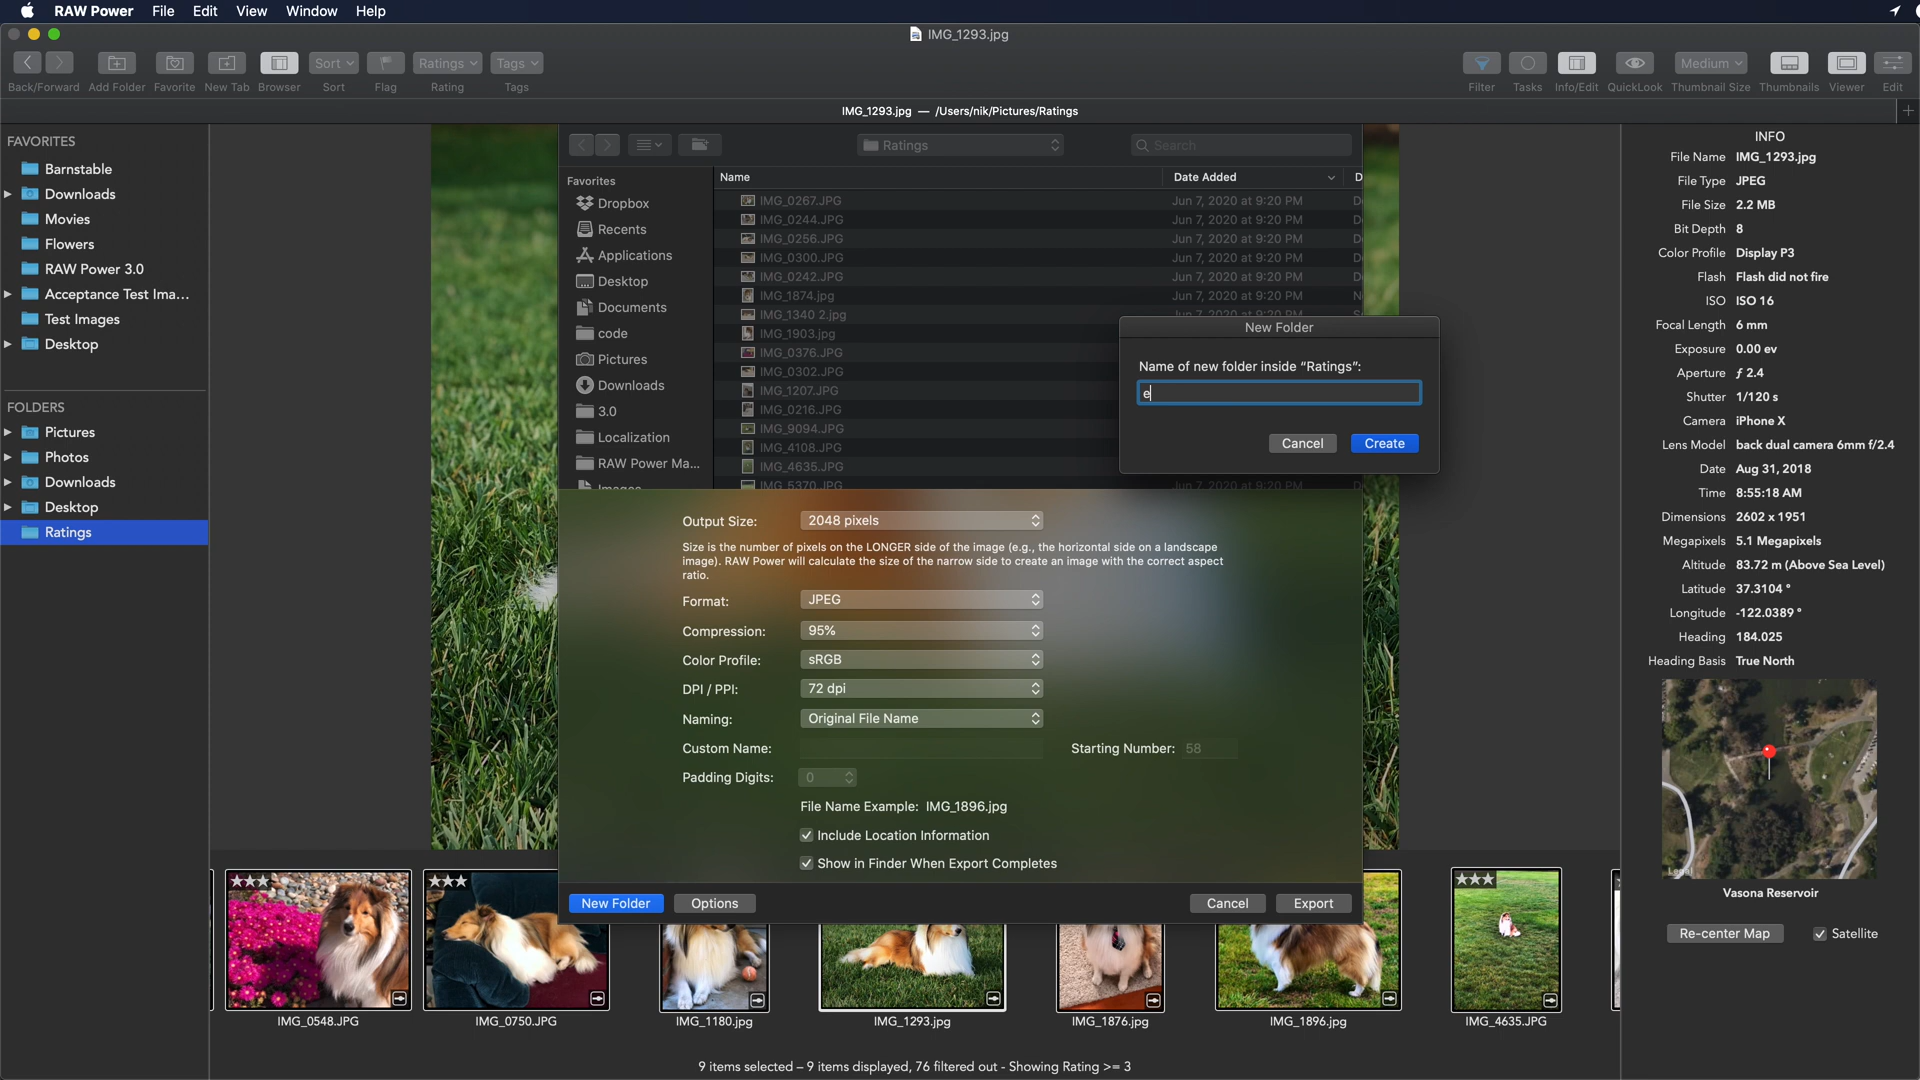 RAW Power File Edit View Window Help
IMG_1293.jpg
Sort Ratings Tags Medium
Back/Forward Add Folder Favorite New Tab Browser Sort Flag Rating Tags Filter Tasks Info/Edit QuickLook Thumbnail Size Thumbnails Viewer Edit
IMG_1293.jpg — /Users/nik/Pictures/Ratings
FAVORITES
Barnstable
Downloads
Movies
Flowers
RAW Power 3.0
Acceptance Test Ima...
Test Images
Desktop
FOLDERS
Pictures
Photos
Downloads
Desktop
Ratings
Ratings Search
Favorites
Dropbox
Recents
Applications
Desktop
Documents
code
Pictures
Downloads
3.0
Localization
RAW Power Ma...
Images
Name Date Added D
IMG_0267.JPG Jun 7, 2020 at 9:20 PM
IMG_0244.JPG Jun 7, 2020 at 9:20 PM
IMG_0256.JPG Jun 7, 2020 at 9:20 PM
IMG_0300.JPG Jun 7, 2020 at 9:20 PM
IMG_0242.JPG Jun 7, 2020 at 9:20 PM
IMG_1874.jpg Jun 7, 2020 at 9:20 PM
IMG_1340 2.jpg Jun 7, 2020 at 9:20 PM
IMG_1903.jpg
IMG_0376.JPG
IMG_0302.JPG
IMG_1207.JPG
IMG_0216.JPG
IMG_9094.JPG
IMG_4108.JPG
IMG_4635.JPG
IMG_5370.JPG Jun 7, 2020 at 9:20 PM
New Folder
Name of new folder inside “Ratings”:
e
Cancel Create
Output Size: 2048 pixels
Size is the number of pixels on the LONGER side of the image (e.g., the horizontal side on a landscape
image). RAW Power will calculate the size of the narrow side to create an image with the correct aspect
ratio.
Format: JPEG
Compression: 95%
Color Profile: sRGB
DPI / PPI: 72 dpi
Naming: Original File Name
Custom Name: Starting Number: 58
Padding Digits: 0
File Name Example: IMG_1896.jpg
Include Location Information
Show in Finder When Export Completes
New Folder Options Cancel Export
INFO
File Name IMG_1293.jpg
File Type JPEG
File Size 2.2 MB
Bit Depth 8
Color Profile Display P3
Flash Flash did not fire
ISO ISO 16
Focal Length 6 mm
Exposure 0.00 ev
Aperture ƒ 2.4
Shutter 1/120 s
Camera iPhone X
Lens Model back dual camera 6mm f/2.4
Date Aug 31, 2018
Time 8:55:18 AM
Dimensions 2602 x 1951
Megapixels 5.1 Megapixels
Altitude 83.72 m (Above Sea Level)
Latitude 37.3104 °
Longitude -122.0389 °
Heading 184.025
Heading Basis True North
Legal
Vasona Reservoir
Re-center Map Satellite
IMG_0548.JPG IMG_0750.JPG IMG_1180.jpg IMG_1293.jpg IMG_1876.jpg IMG_1896.jpg IMG_4635.JPG
9 items selected – 9 items displayed, 76 filtered out - Showing Rating >= 3